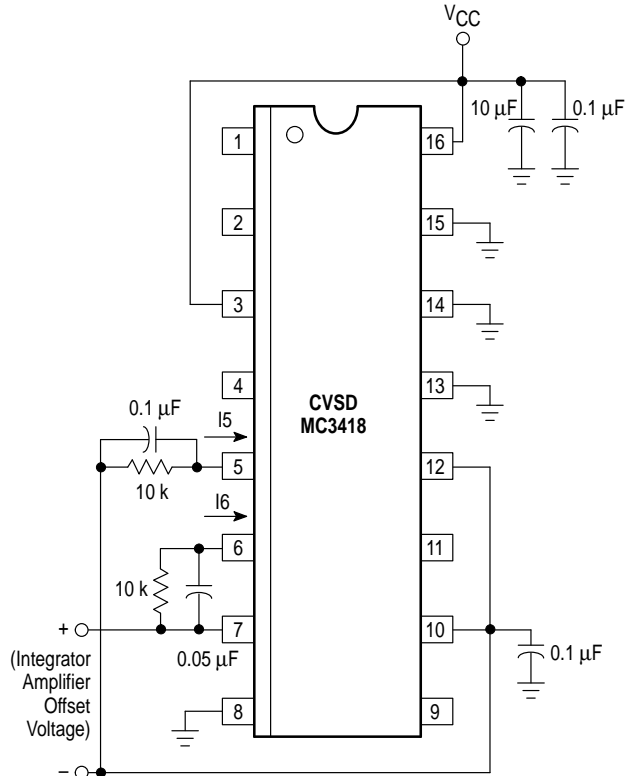 VCC
10 μF
0.1 μF
1
16
2
15
3
14
4
13
CVSD
MC3418
0.1 μF
I5
5
12
10 k
I6
6
11
10 k
+
7
10
(Integrator
Amplifier
Offset
Voltage)
0.05 μF
0.1 μF
8
9
–